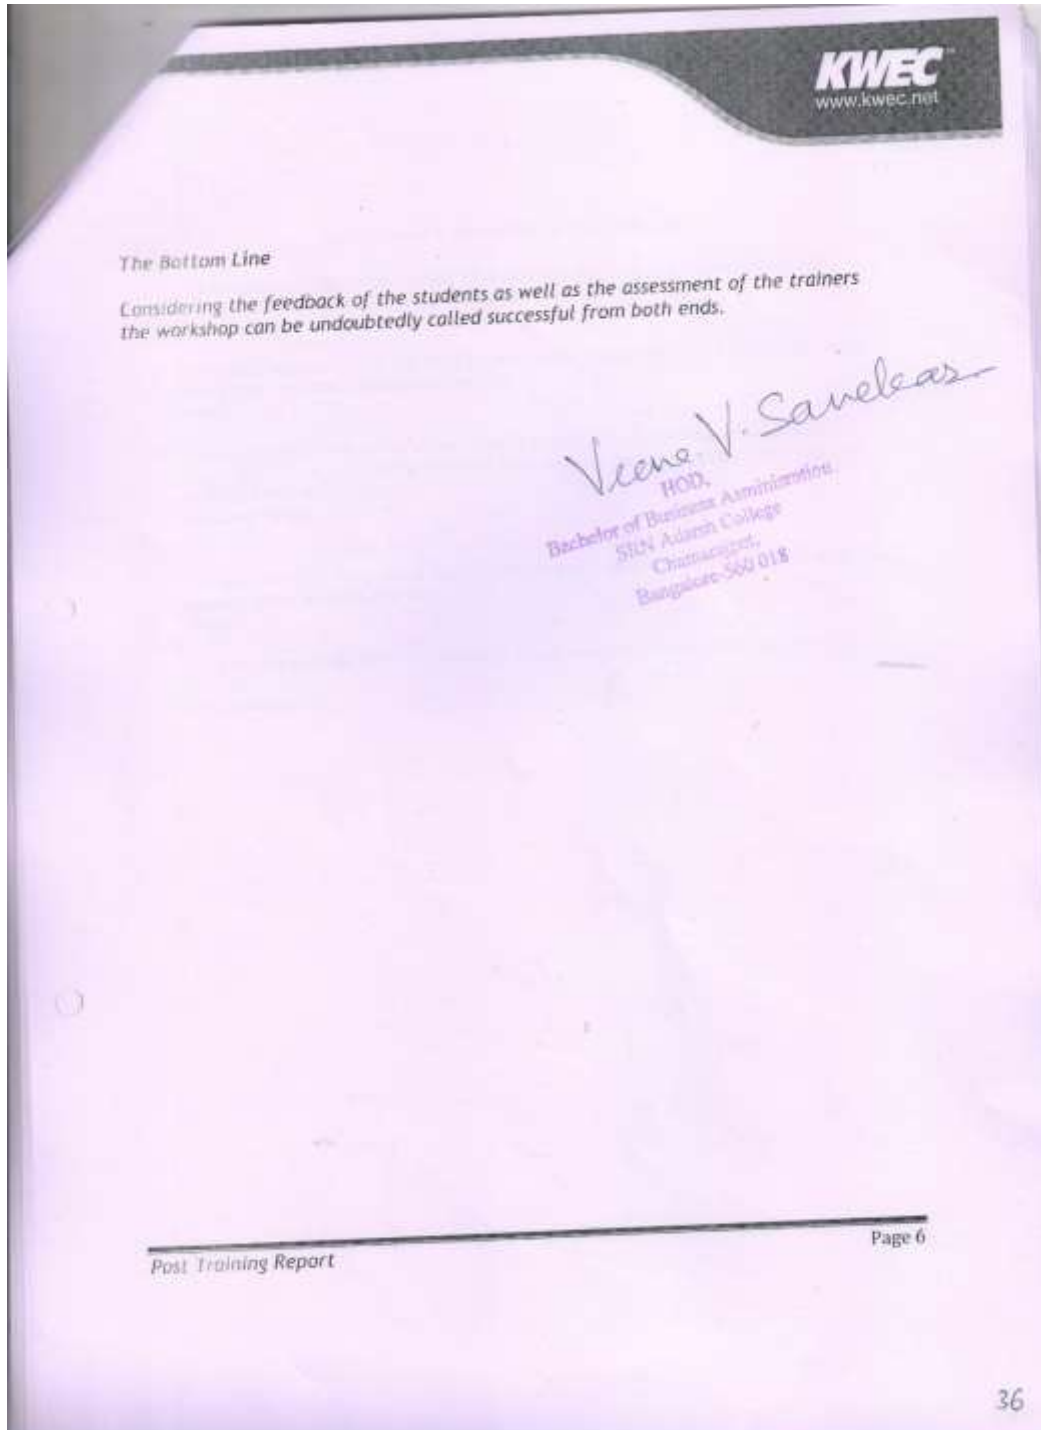 KWEC
www.kwec.net
The Bottom Line
Considering the feedback of the students as well as the assessment of the trainers
the workshop can be undoubtedly called successful from both ends.
Veena V.
HOD,
Bachelor of Business Administration
SRN Adarsh College
Chamarajpet,
Bangalore-560 018
Page 6
Post Training Report
36